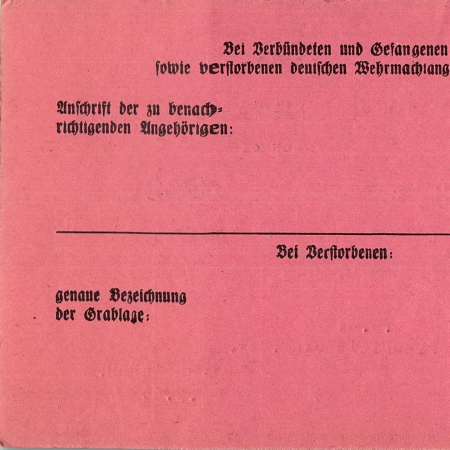 Bei Verbündeten und Gefangenen
sowie verstorbenen deutschen Wehrmachtang
Anschrift der zu benach-
richtigenden Angehörigen:
Bei Verstorbenen:
genaue Bezeichnung
der Grablage: